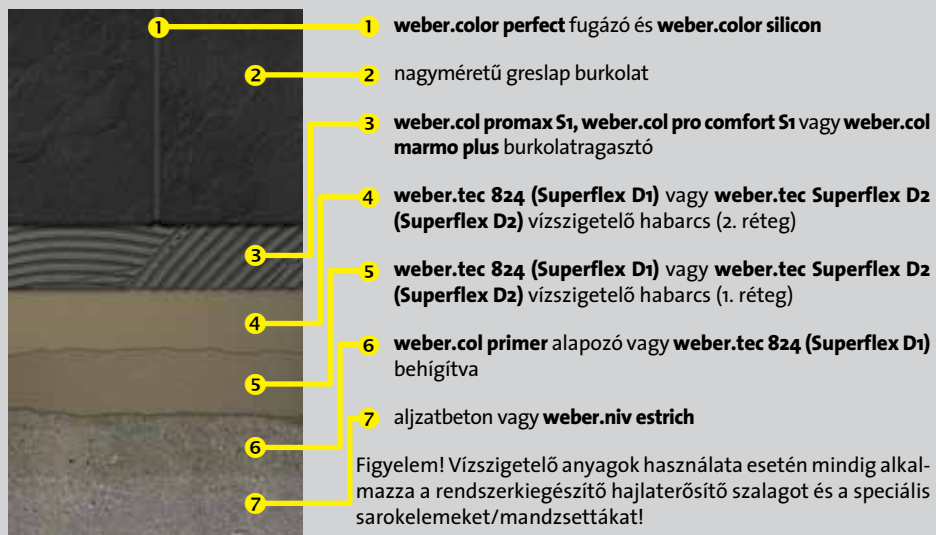 1 1 weber.color perfect fugázó és weber.color silicon
2 2 nagyméretű greslap burkolat
3 weber.col promax S1, weber.col pro comfort S1 vagy weber.col
marmo plus burkolatragasztó
4 weber.tec 824 (Superflex D1) vagy weber.tec Superflex D2
(Superflex D2) vízszigetelő habarcs (2. réteg)
3
5 weber.tec 824 (Superflex D1) vagy weber.tec Superflex D2
(Superflex D2) vízszigetelő habarcs (1. réteg)
4
6 weber.col primer alapozó vagy weber.tec 824 (Superflex D1)
behígítva
5
7 aljzatbeton vagy weber.niv estrich
6
Figyelem! Vízszigetelő anyagok használata esetén mindig alkal-
mazza a rendszerkiegészítő hajlaterősítő szalagot és a speciális
7
sarokelemeket/mandzsettákat!